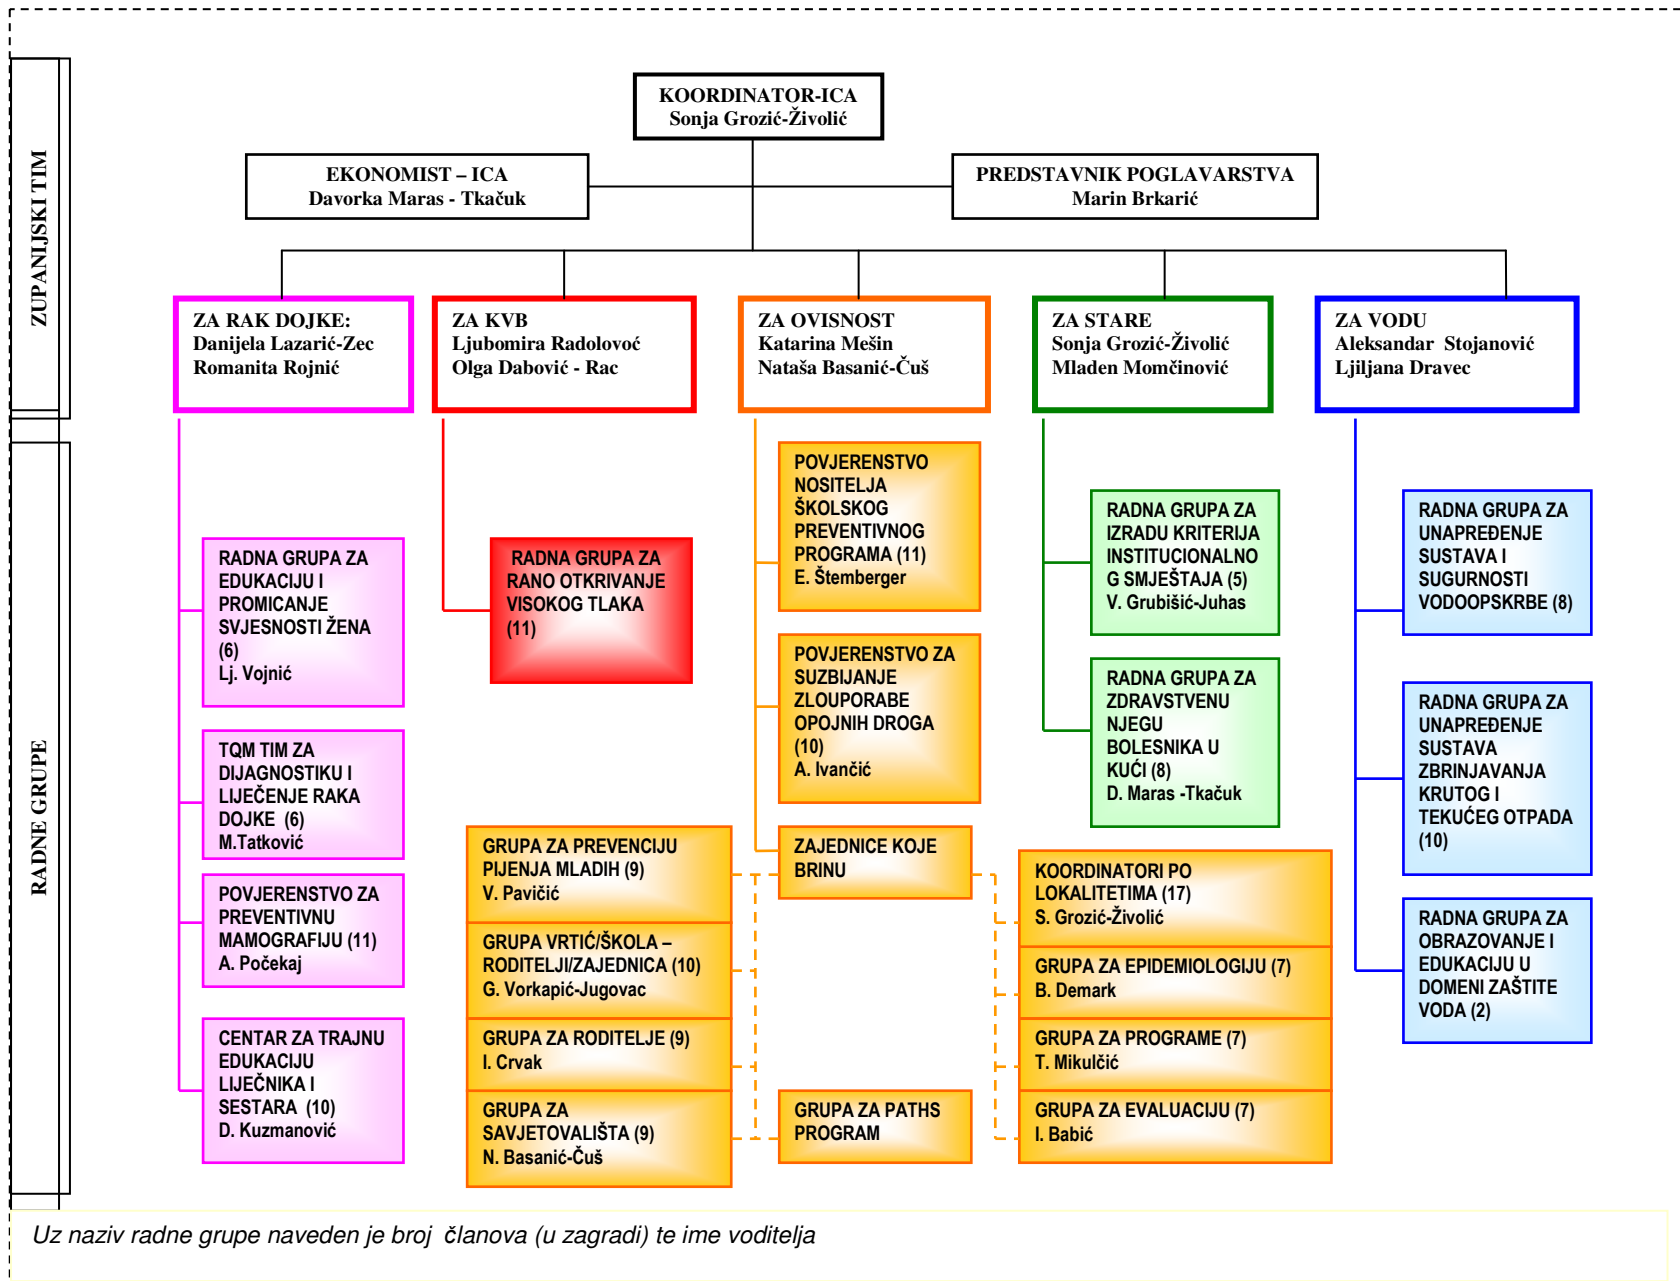 ZUPANIJSKI TIM
KOORDINATOR-ICA
Sonja Grozić-Živolić
EKONOMIST – ICA
Davorka Maras - Tkačuk
PREDSTAVNIK POGLAVARSTVA
Marin Brkarić
ZA RAK DOJKE:
Danijela Lazarić-Zec
Romanita Rojnić
ZA KVB
Ljubomira Radolovoć
Olga Dabović - Rac
ZA OVISNOST
Katarina Mešin
Nataša Basanić-Čuš
ZA STARE
Sonja Grozić-Živolić
Mladen Momčinović
ZA VODU
Aleksandar Stojanović
Ljiljana Dravec
RADNE GRUPE
RADNA GRUPA ZA
EDUKACIJU I
PROMICANJE
SVJESNOSTI ŽENA
(6)
Lj. Vojnić
TQM TIM ZA
DIJAGNOSTIKU I
LIJEČENJE RAKA
DOJKE (6)
M.Tatković
POVJERENSTVO ZA
PREVENTIVNU
MAMOGRAFIJU (11)
A. Počekaj
CENTAR ZA TRAJNU
EDUKACIJU
LIJEČNIKA I
SESTARA (10)
D. Kuzmanović
RADNA GRUPA ZA
RANO OTKRIVANJE
VISOKOG TLAKA
(11)
POVJERENSTVO
NOSITELJA
ŠKOLSKOG
PREVENTIVNOG
PROGRAMA (11)
E. Štemberger
POVJERENSTVO ZA
SUZBIJANJE
ZLOUPORABE
OPOJNIH DROGA
(10)
A. Ivančić
ZAJEDNICE KOJE
BRINU
GRUPA ZA PREVENCIJU
PIJENJA MLADIH (9)
V. Pavičić
GRUPA VRTIĆ/ŠKOLA –
RODITELJI/ZAJEDNICA (10)
G. Vorkapić-Jugovac
GRUPA ZA RODITELJE (9)
I. Crvak
GRUPA ZA
SAVJETOVALIŠTA (9)
N. Basanić-Čuš
GRUPA ZA PATHS
PROGRAM
KOORDINATORI PO
LOKALITETIMA (17)
S. Grozić-Živolić
GRUPA ZA EPIDEMIOLOGIJU (7)
B. Demark
GRUPA ZA PROGRAME (7)
T. Mikulčić
GRUPA ZA EVALUACIJU (7)
I. Babić
RADNA GRUPA ZA
IZRADU KRITERIJA
INSTITUCIONALNO
G SMJEŠTAJA (5)
V. Grubišić-Juhas
RADNA GRUPA ZA
ZDRAVSTVENU
NJEGU
BOLESNIKA U
KUĆI (8)
D. Maras -Tkačuk
RADNA GRUPA ZA
UNAPREĐENJE
SUSTAVA I
SUGURNOSTI
VODOOPSKRBE (8)
RADNA GRUPA ZA
UNAPREĐENJE
SUSTAVA
ZBRINJAVANJA
KRUTOG I
TEKUĆEG OTPADA
(10)
RADNA GRUPA ZA
OBRAZOVANJE I
EDUKACIJU U
DOMENI ZAŠTITE
VODA (2)
Uz naziv radne grupe naveden je broj članova (u zagradi) te ime voditelja